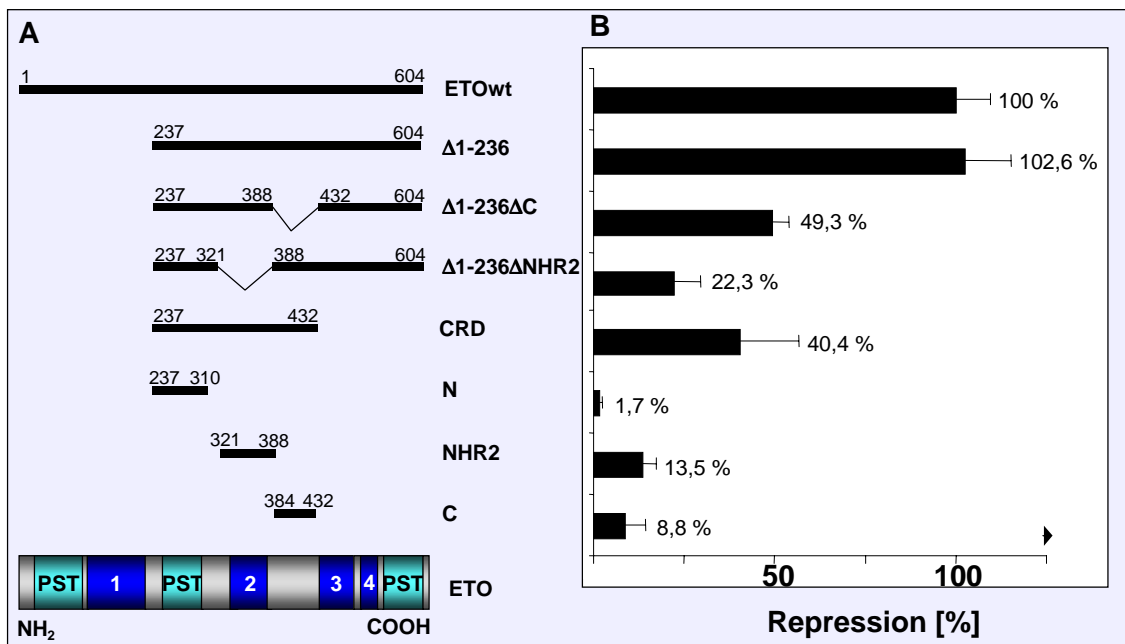 A
1 604
ETOwt
237 604
Δ1-236
237 388 432 604
Δ1-236ΔC
237 321 388 604
Δ1-236ΔNHR2
237 432
CRD
237 310
N
321 388
NHR2
384 432
C
PST 1 PST 2 3 4 PST
ETO
NH2 COOH
B
100 %
102,6 %
49,3 %
22,3 %
40,4 %
1,7 %
13,5 %
8,8 %
50 100
Repression [%]